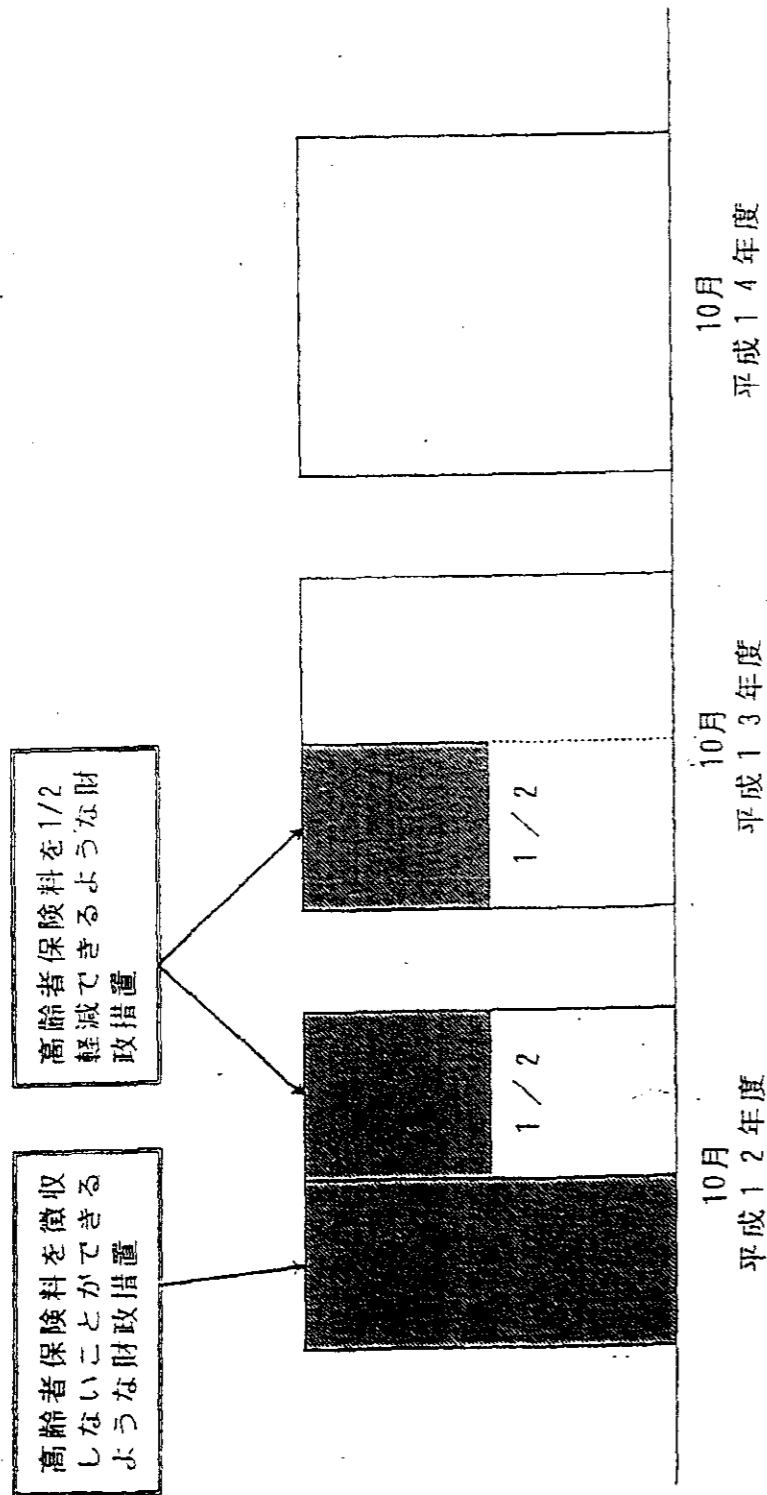 高齢者保険料を徴収
しないことができる
ような財政措置
高齢者保険料を1/2
軽減できるような財
政措置
1/2
1/2
10月
平成12年度
10月
平成13年度
10月
平成14年度